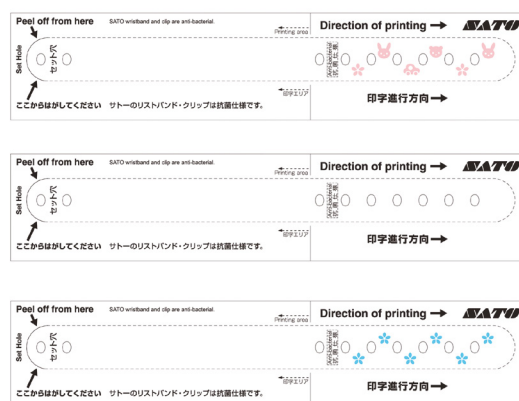 Peel off from here
SATO wristband and clip are anti-bacterial.
Printing area
Direction of printing
SATO
Set Hole
セット穴
Anti-bacterial
抗菌仕様
ここからはがしてください
サトーのリストバンド・クリップは抗菌仕様です。
印字エリア
印字進行方向
Peel off from here
SATO wristband and clip are anti-bacterial.
Printing area
Direction of printing
SATO
Set Hole
セット穴
Anti-bacterial
抗菌仕様
ここからはがしてください
サトーのリストバンド・クリップは抗菌仕様です。
印字エリア
印字進行方向
Peel off from here
SATO wristband and clip are anti-bacterial.
Printing area
Direction of printing
SATO
Set Hole
セット穴
Anti-bacterial
抗菌仕様
ここからはがしてください
サトーのリストバンド・クリップは抗菌仕様です。
印字エリア
印字進行方向